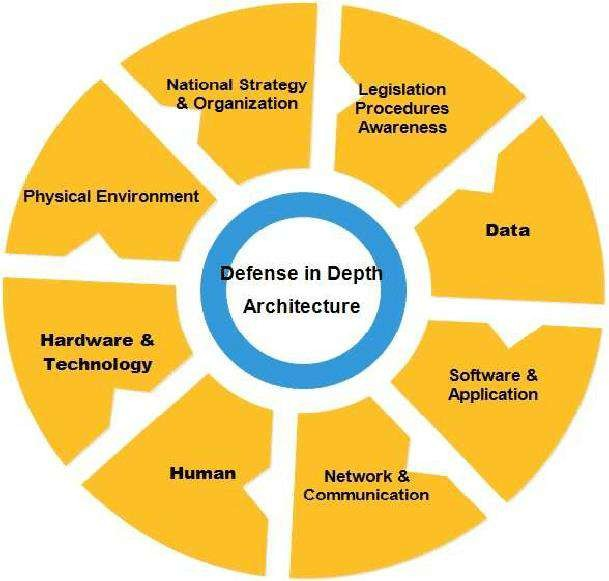 National Strategy
& Organization
Legislation
Procedures
Awareness
Data
Software &
Application
Network &
Communication
Human
Hardware &
Technology
Physical Environment
Defense in Depth
Architecture